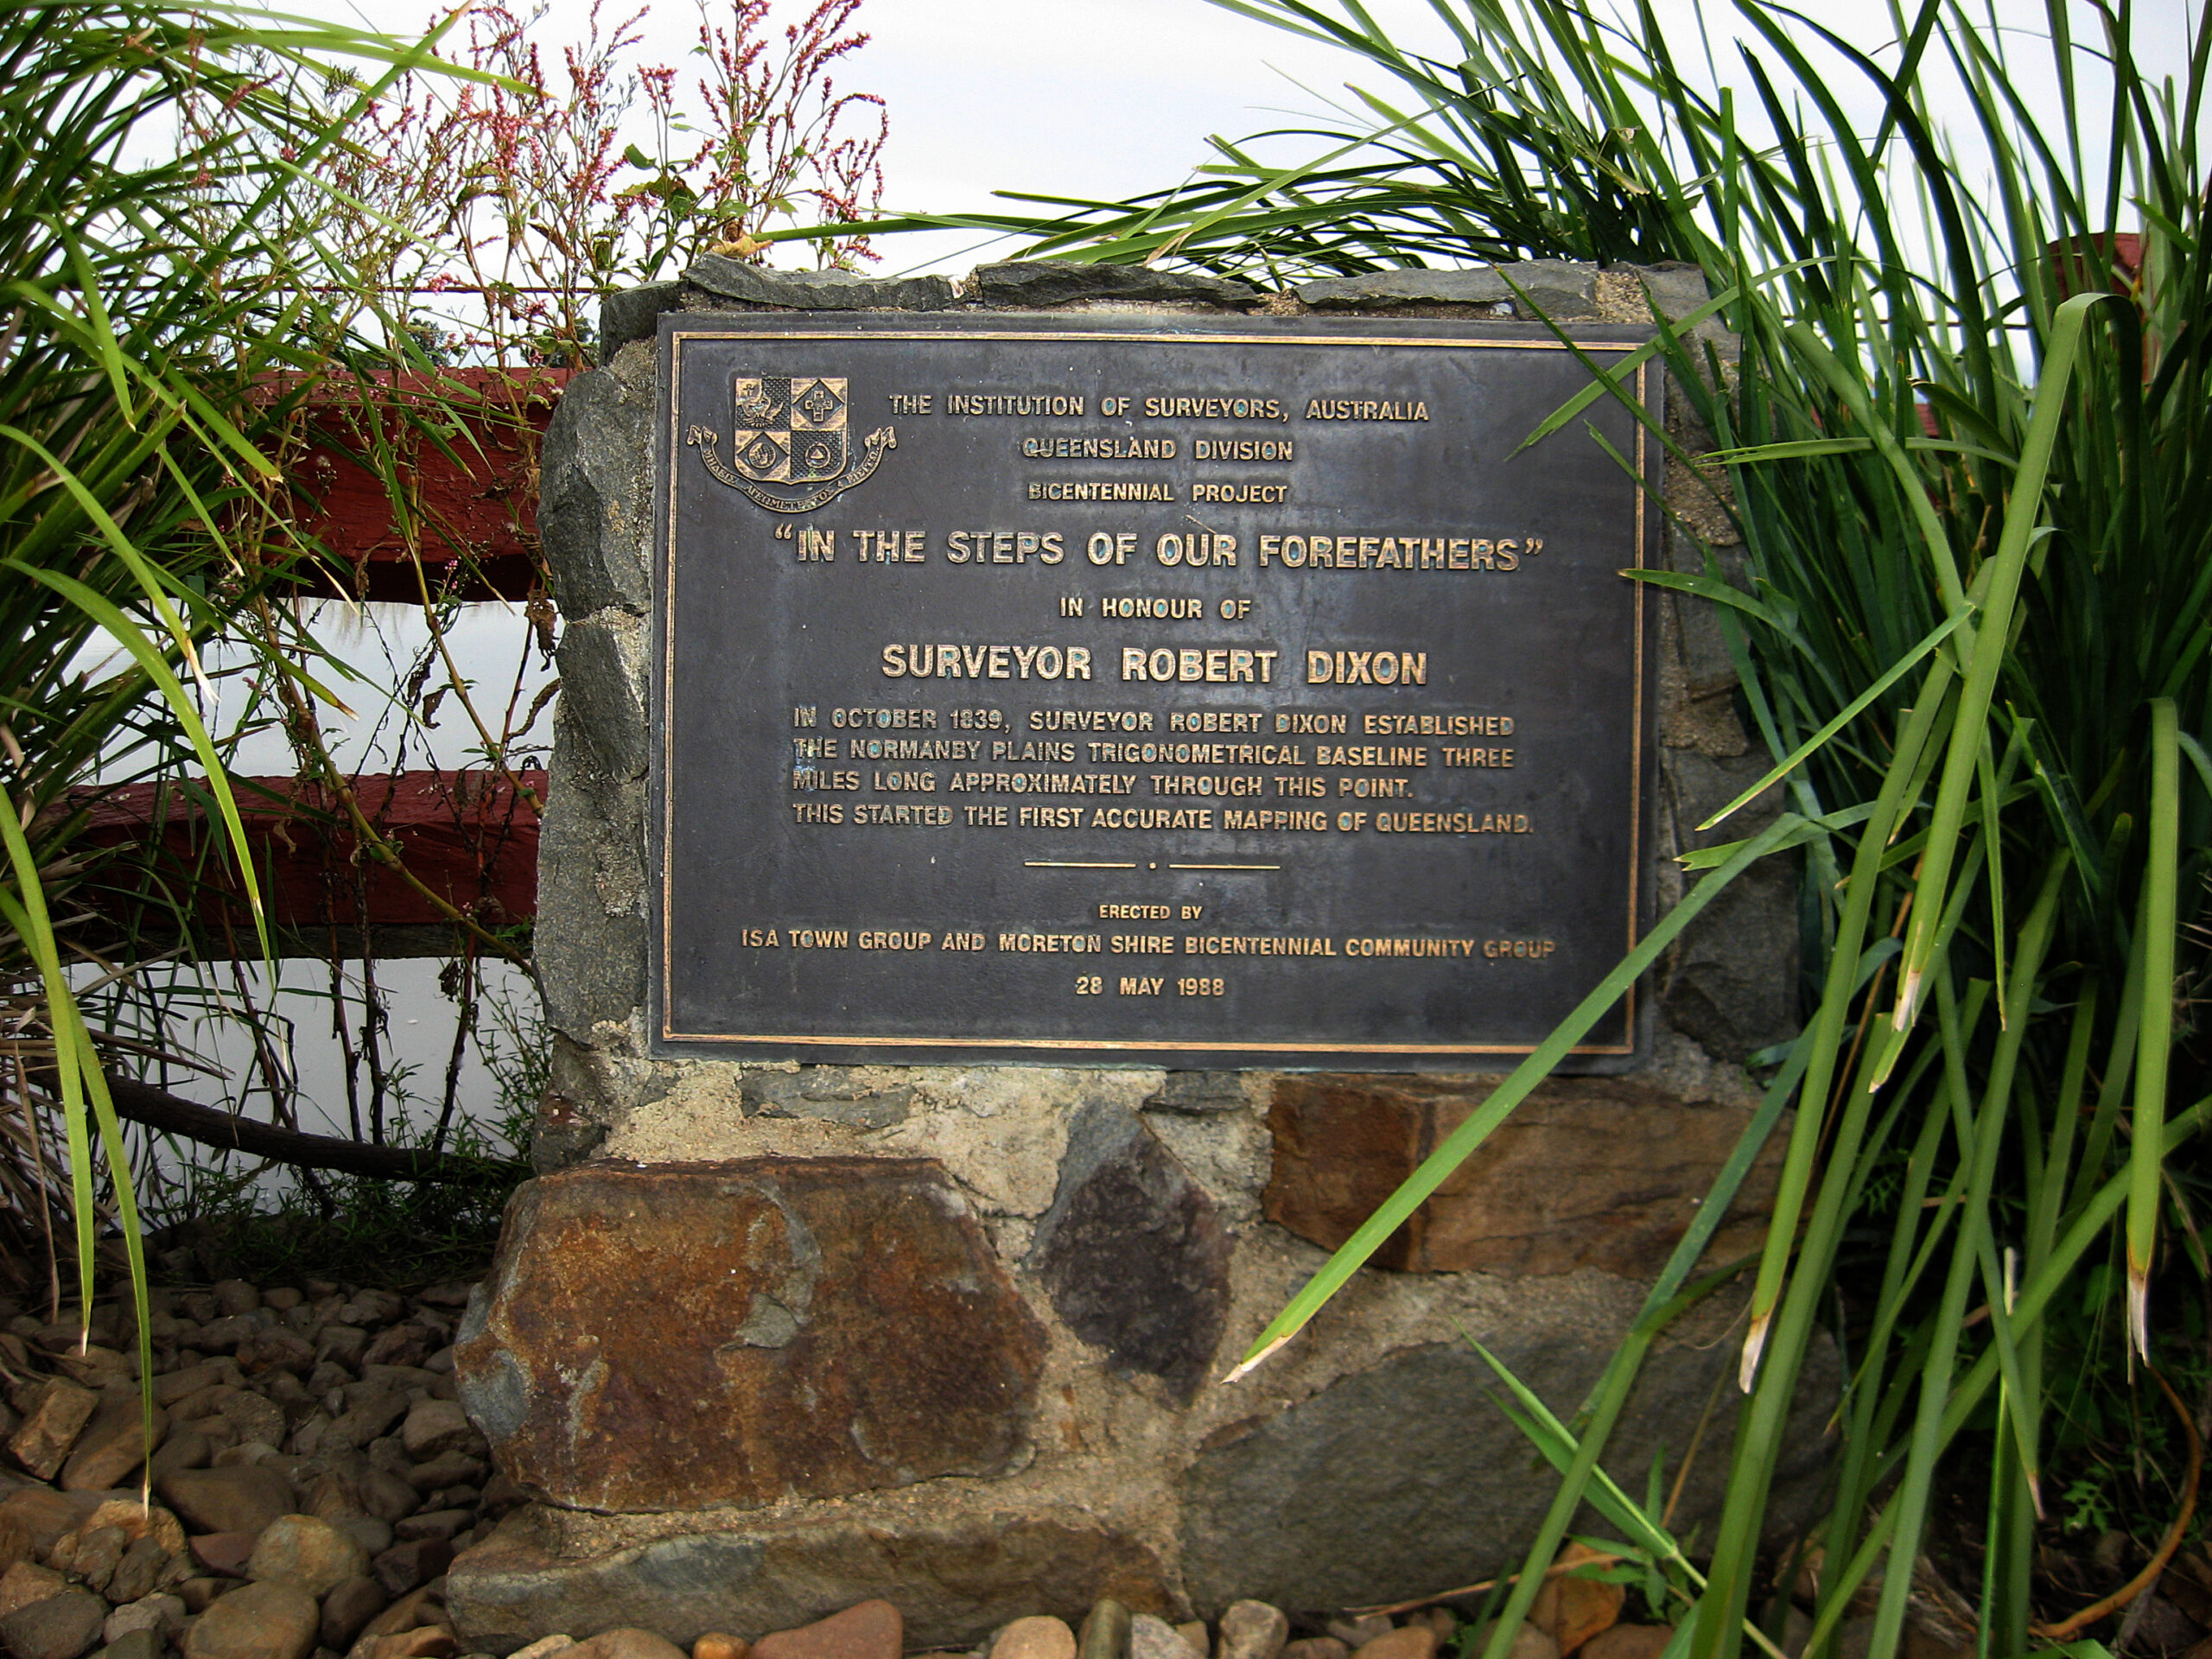 THE INSTITUTION OF SURVEYORS, AUSTRALIA
QUEENSLAND DIVISION
BICENTENNIAL PROJECT
"IN THE STEPS OF OUR FOREFATHERS"
IN HONOUR OF
SURVEYOR ROBERT DIXON
IN OCTOBER 1839, SURVEYOR ROBERT DIXON ESTABLISHED
THE NORMANBY PLAINS TRIGONOMETRICAL BASELINE THREE
MILES LONG APPROXIMATELY THROUGH THIS POINT.
THIS STARTED THE FIRST ACCURATE MAPPING OF QUEENSLAND.
ERECTED BY
ISA TOWN GROUP AND MORETON SHIRE BICENTENNIAL COMMUNITY GROUP
28 MAY 1988